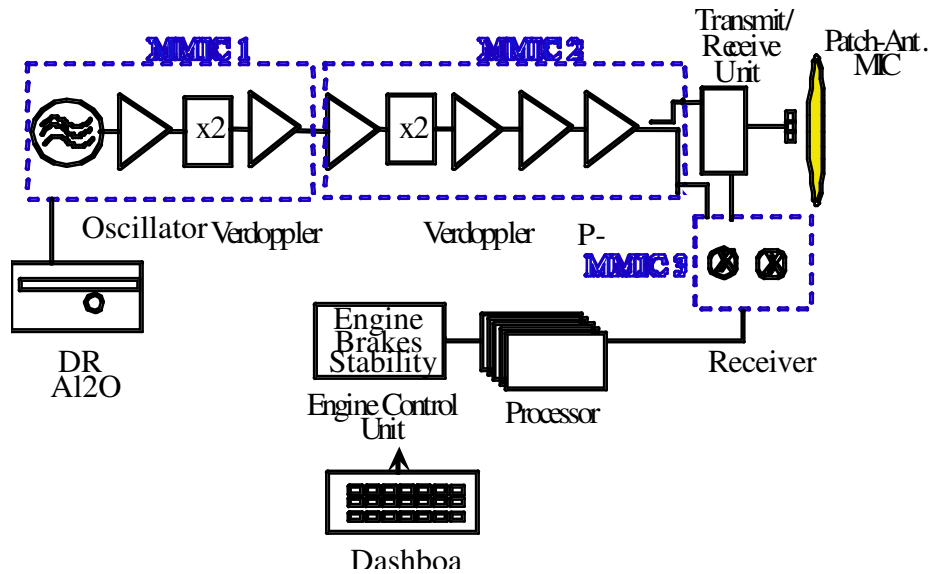 MMIC 1
MMIC 2
Transmit/
Receive
Unit
Patch-Ant.
MIC
x2
x2
Oscillator
Verdoppler
Verdoppler
P-
MMIC 3
X
X
DR
Al2O
Engine
Brakes
Stability
Engine Control
Unit
Processor
Receiver
Dashboa